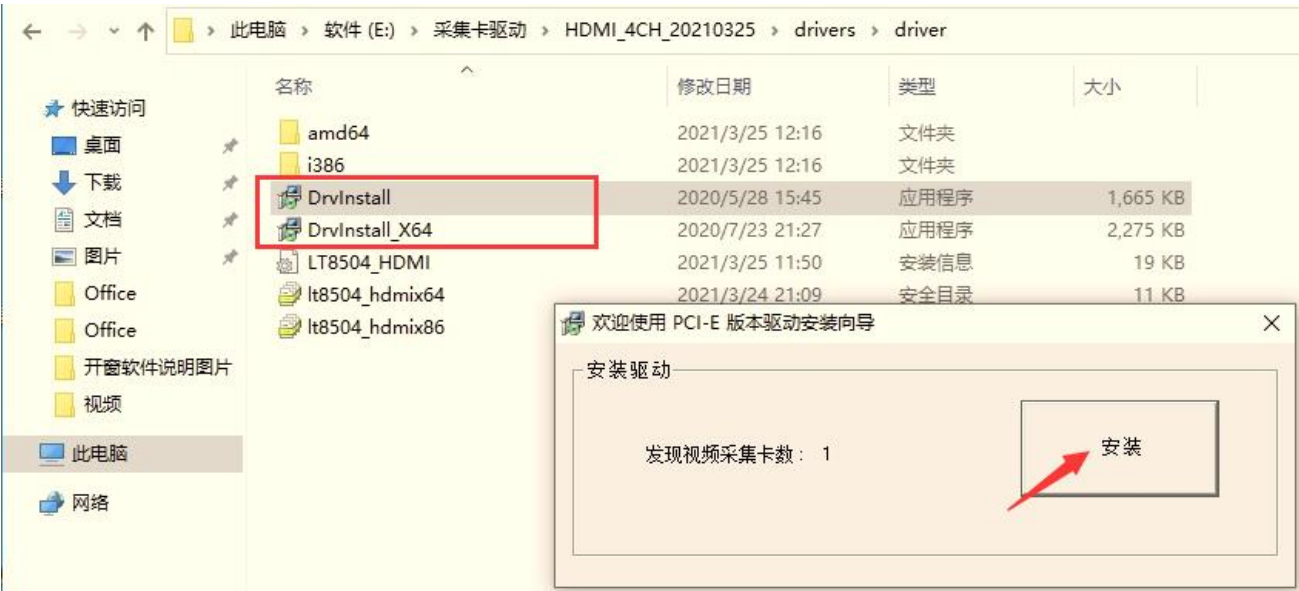 此电脑 › 软件 (E:) › 采集卡驱动 › HDMI_4CH_20210325 › drivers › driver
名称 修改日期 类型 大小
快速访问
桌面
下载
文档
图片
Office
Office
开窗软件说明图片
视频
此电脑
网络
amd64 2021/3/25 12:16 文件夹
i386 2021/3/25 12:16 文件夹
DrvInstall 2020/5/28 15:45 应用程序 1,665 KB
DrvInstall_X64 2020/7/23 21:27 应用程序 2,275 KB
LT8504_HDMI 2021/3/25 11:50 安装信息 19 KB
lt8504_hdmix64 2021/3/24 21:09 安全目录 11 KB
lt8504_hdmix86
欢迎使用 PCI-E 版本驱动安装向导
安装驱动
发现视频采集卡数： 1
安装